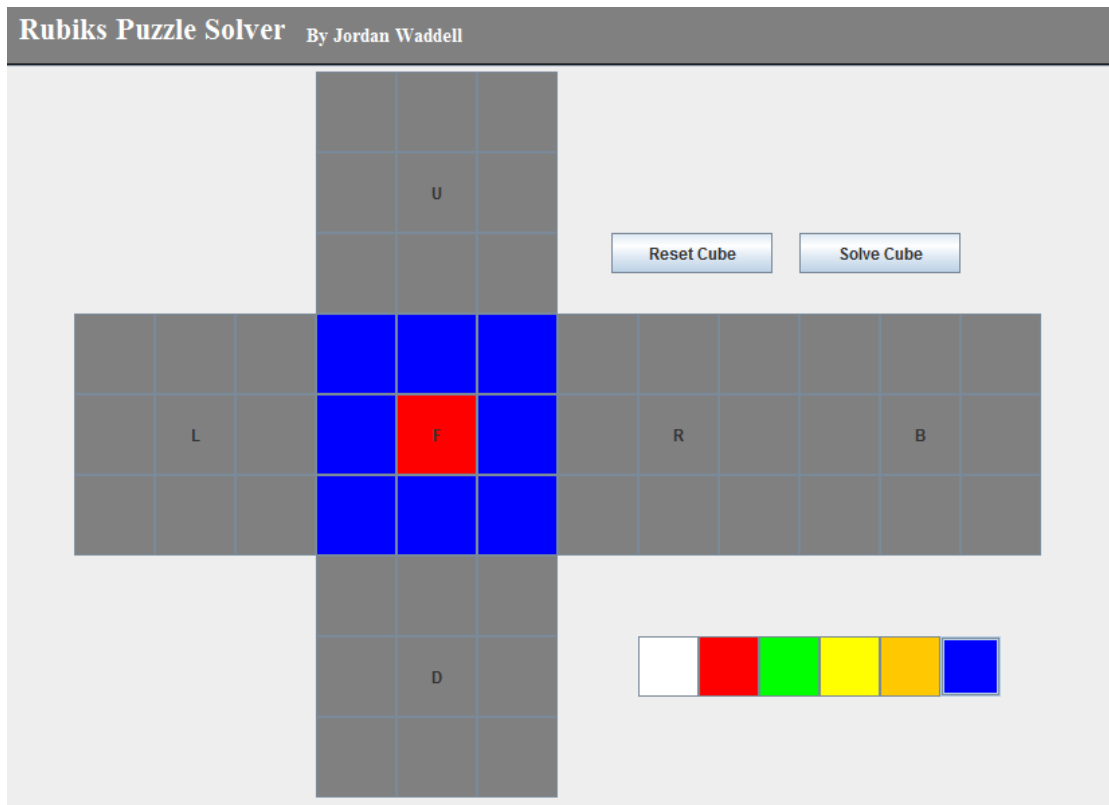 Rubiks Puzzle Solver By Jordan Waddell
U
Reset Cube Solve Cube
L F R B
D